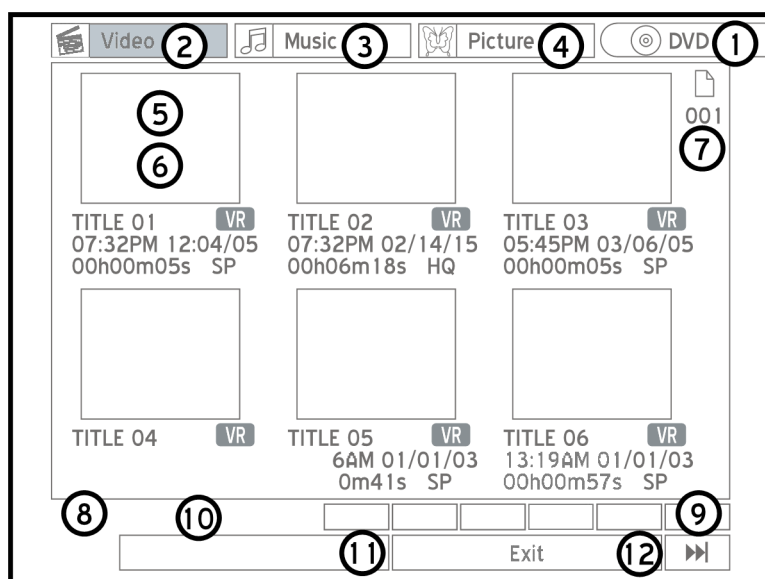 Video 2 Music 3 Picture 4 DVD 1
5
001
6
7
TITLE 01 VR TITLE 02 VR TITLE 03 VR
07:32PM 12:04/05 07:32PM 02/14/15 05:45PM 03/06/05
00h00m05s SP 00h06m18s HQ 00h00m05s SP
TITLE 04 VR TITLE 05 VR TITLE 06 VR
6AM 01/01/03 13:19AM 01/01/03
0m41s SP 00h00m57s SP
8 10 9
11 Exit 12